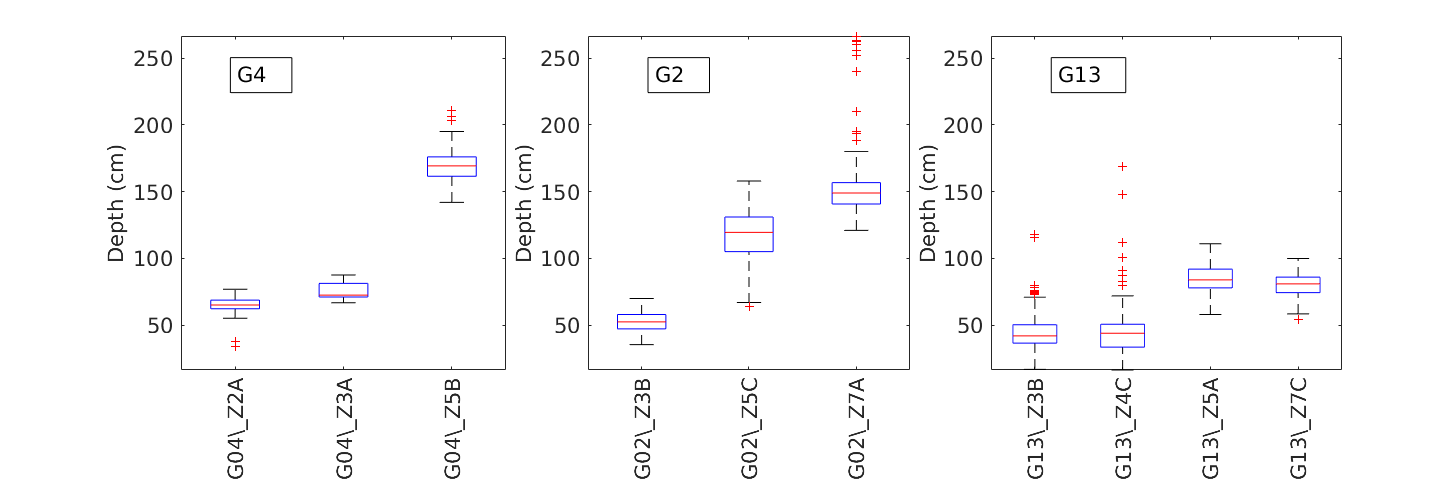 G4
250
200
150
100
50
Depth (cm)
G04\_Z2A
G04\_Z3A
G04\_Z5B
G2
250
200
150
100
50
Depth (cm)
G02\_Z3B
G02\_Z5C
G02\_Z7A
G13
250
200
150
100
50
Depth (cm)
G13\_Z3B
G13\_Z4C
G13\_Z5A
G13\_Z7C